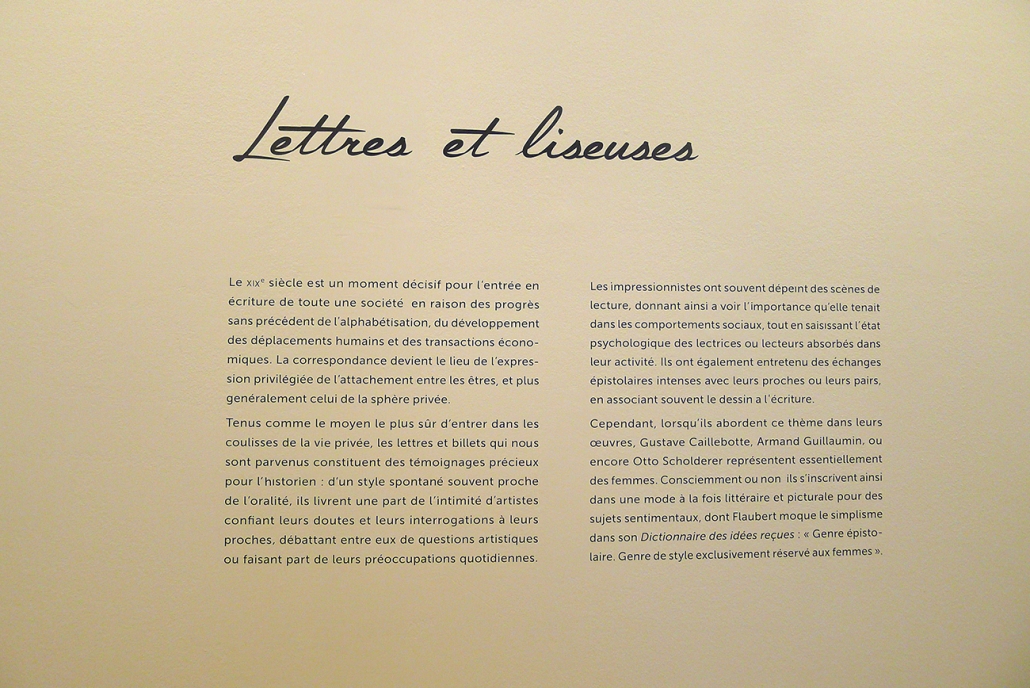 Lettres et liseuses
Le XIXe siècle est un moment décisif pour l'entrée en
écriture de toute une société en raison des progrès
sans précédent de l'alphabétisation, du développement
des déplacements humains et des transactions écono-
miques. La correspondance devient le lieu de l'expres-
sion privilégiée de l'attachement entre les êtres, et plus
generalement celui de la sphère privée.
Tenus comme le moyen le plus sûr d'entrer dans les
coulisses de la vie privée, les lettres et billets qui nous
sont parvenus constituent des témoignages précieux
pour l'historien : d'un style spontané souvent proche
de l'oralité, ils livrent une part de l'intimité d'artistes
confiant leurs doutes et leurs interrogations à leurs
proches, débattant entre eux de questions artistiques
ou faisant part de leurs préoccupations quotidiennes.
Les impressionnistes ont souvent dépeint des scènes de
lecture, donnant ainsi a voir l'importance qu'elle tenait
dans les comportements sociaux, tout en saisissant l'état
psychologique des lectrices ou lecteurs absorbés dans
leur activité. Ils ont également entretenu des échanges
épistolaires intenses avec leurs proches ou leurs pairs,
en associant souvent le dessin a l'écriture.
Cependant, lorsqu'ils abordent ce thème dans leurs
œuvres, Gustave Caillebotte, Armand Guillaumin, ou
encore Otto Scholderer représentent essentiellement
des femmes. Consciemment ou non ils s'inscrivent ainsi
dans une mode à la fois littéraire et picturale pour des
sujets sentimentaux, dont Flaubert moque le simplisme
dans son Dictionnaire des idées reçues : « Genre épisto-
laire. Genre de style exclusivement réservé aux femmes ».